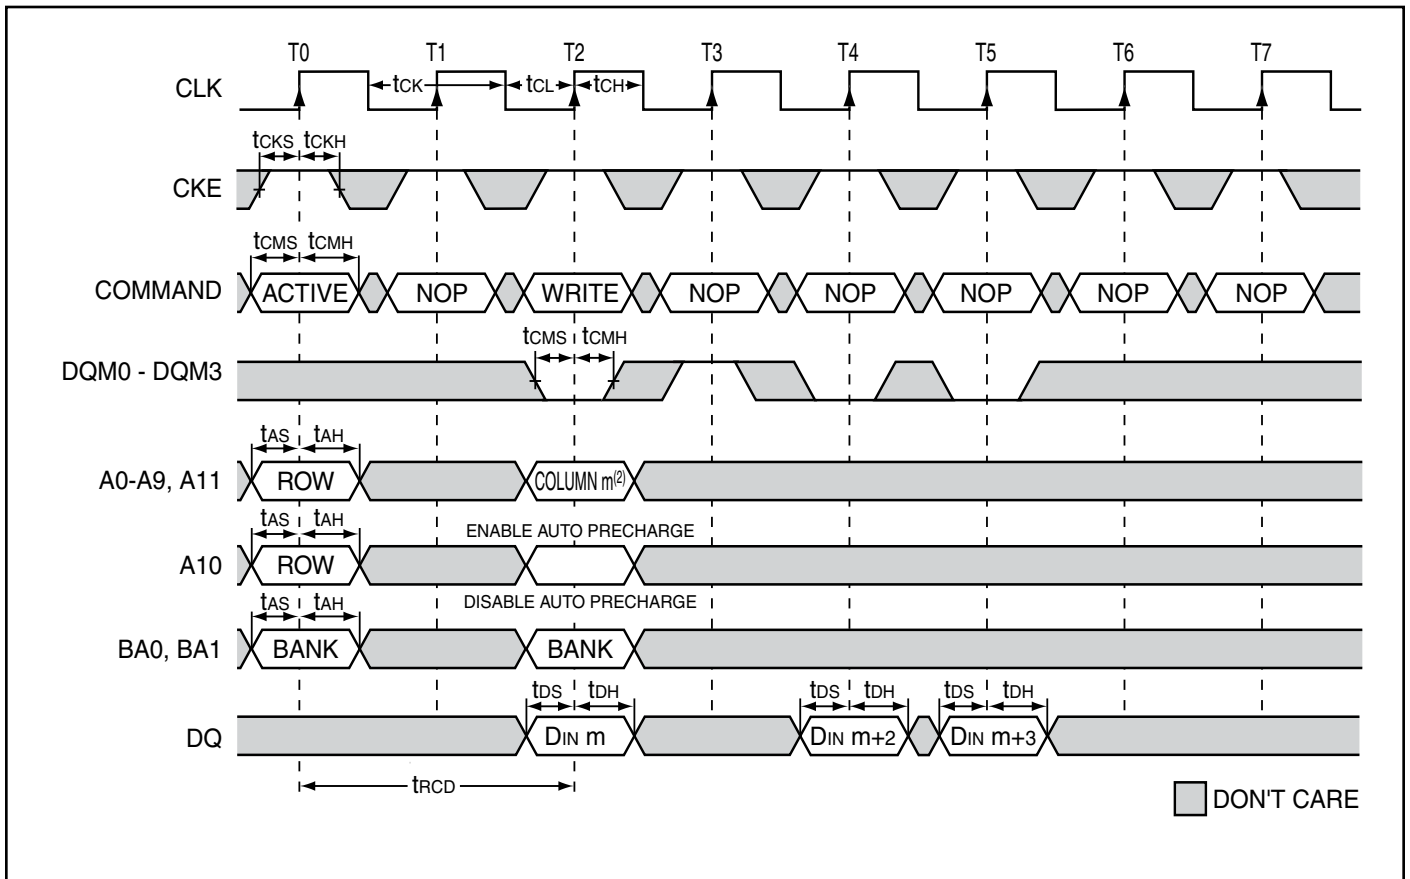 T0 T1 T2 T3 T4 T5 T6 T7
CLK tCK tCL tCH
tCKS tCKH
CKE
tCMS tCMH
COMMAND ACTIVE NOP WRITE NOP NOP NOP NOP NOP
tCMS tCMH
DQM0 - DQM3
tAS tAH
A0-A9, A11 ROW COLUMN m(2)
tAS tAH ENABLE AUTO PRECHARGE
A10 ROW
tAS tAH DISABLE AUTO PRECHARGE
BA0, BA1 BANK BANK
tDS tDH tDS tDH tDS tDH
DQ DIN m DIN m+2 DIN m+3
tRCD
DON'T CARE